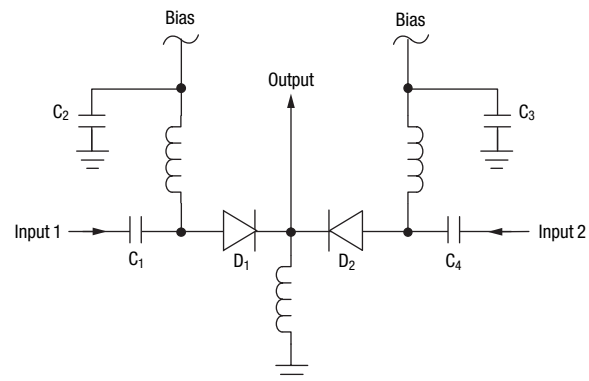 Bias
Bias
Output
C2
C3
Input 1
C1
D1
D2
C4
Input 2